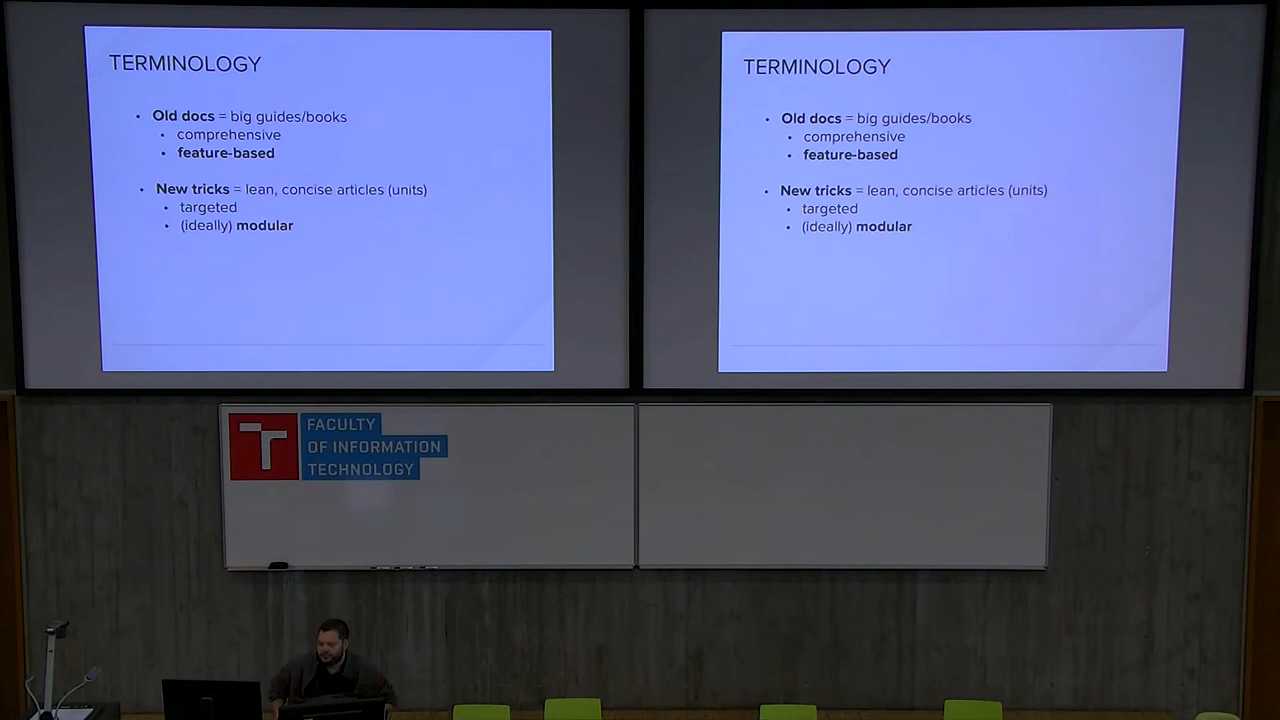 TERMINOLOGY
• Old docs = big guides/books
• comprehensive
• feature-based
• New tricks = lean, concise articles (units)
• targeted
• (ideally) modular
TERMINOLOGY
• Old docs = big guides/books
• comprehensive
• feature-based
• New tricks = lean, concise articles (units)
• targeted
• (ideally) modular
T
FACULTY
OF INFORMATION
TECHNOLOGY